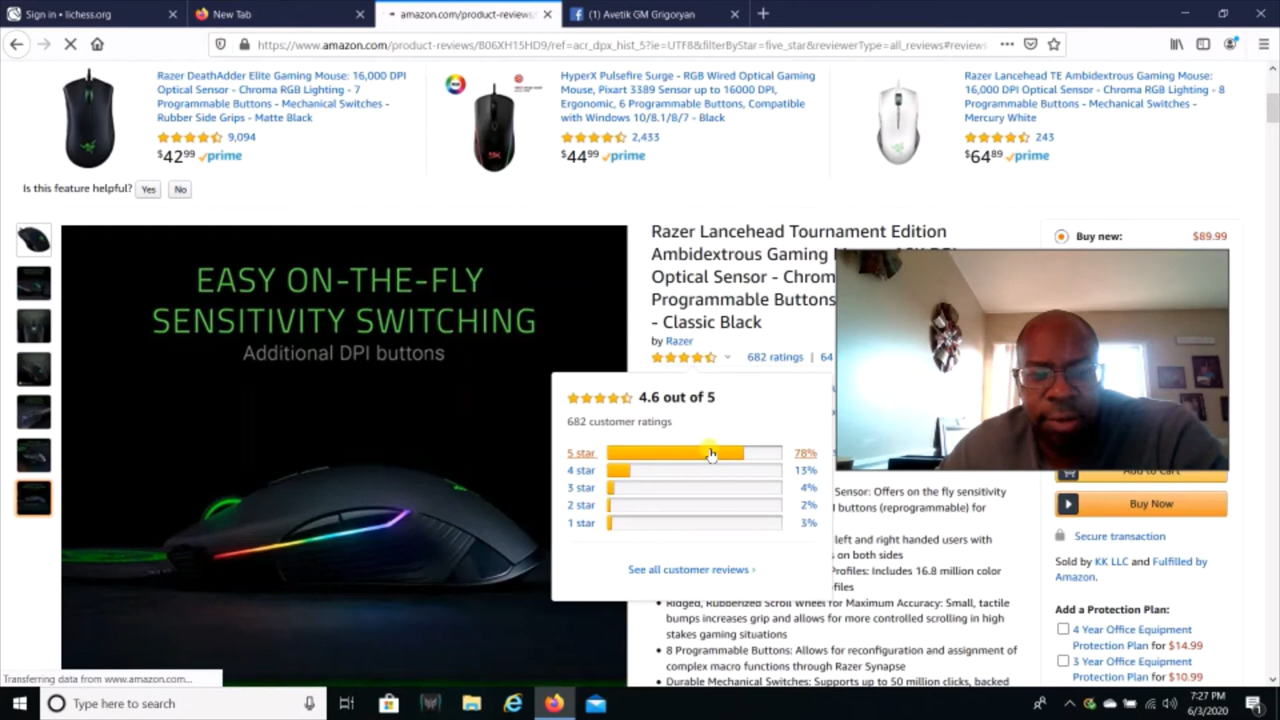 Sign in • lichess.org
New Tab
amazon.com/product-reviews/
(1) Avetik GM Grigoryan
https://www.amazon.com/product-reviews/B06XH15HD9/ref=acr_dpx_hist_5?ie=UTF8&filterByStar=five_star&reviewerType=all_reviews#review
Razer DeathAdder Elite Gaming Mouse: 16,000 DPI
Optical Sensor - Chroma RGB Lighting - 7
Programmable Buttons - Mechanical Switches -
Rubber Side Grips - Matte Black
9,094
$42 99 prime
HyperX Pulsefire Surge - RGB Wired Optical Gaming
Mouse, Pixart 3389 Sensor up to 16000 DPI,
Ergonomic, 6 Programmable Buttons, Compatible
with Windows 10/8.1/8/7 - Black
2,433
$44 99 prime
Razer Lancehead TE Ambidextrous Gaming Mouse:
16,000 DPI Optical Sensor - Chroma RGB Lighting - 8
Programmable Buttons - Mechanical Switches -
Mercury White
243
$64 89 prime
Is this feature helpful? Yes No
EASY ON-THE-FLY
SENSITIVITY SWITCHING
Additional DPI buttons
Razer Lancehead Tournament Edition
Ambidextrous Gaming
Optical Sensor - Chrom
Programmable Buttons
- Classic Black
by Razer
682 ratings | 64
4.6 out of 5
682 customer ratings
5 star 78%
4 star 13%
3 star 4%
2 star 2%
1 star 3%
See all customer reviews ›
Sensor: Offers on the fly sensitivity
l buttons (reprogrammable) for
left and right handed users with
s on both sides
Profiles: Includes 16.8 million color
files
• Ridged, Rubberized Scroll Wheel for Maximum Accuracy: Small, tactile
bumps increases grip and allows for more controlled scrolling in high
stakes gaming situations
• 8 Programmable Buttons: Allows for reconfiguration and assignment of
complex macro functions through Razer Synapse
• Durable Mechanical Switches: Supports up to 50 million clicks, backed
Buy new: $89.99
Add to Cart
Buy Now
Secure transaction
Sold by KK LLC and Fulfilled by
Amazon.
Add a Protection Plan:
4 Year Office Equipment
Protection Plan for $14.99
3 Year Office Equipment
Protection Plan for $10.99
Transferring data from www.amazon.com...
Type here to search
7:27 PM
6/3/2020